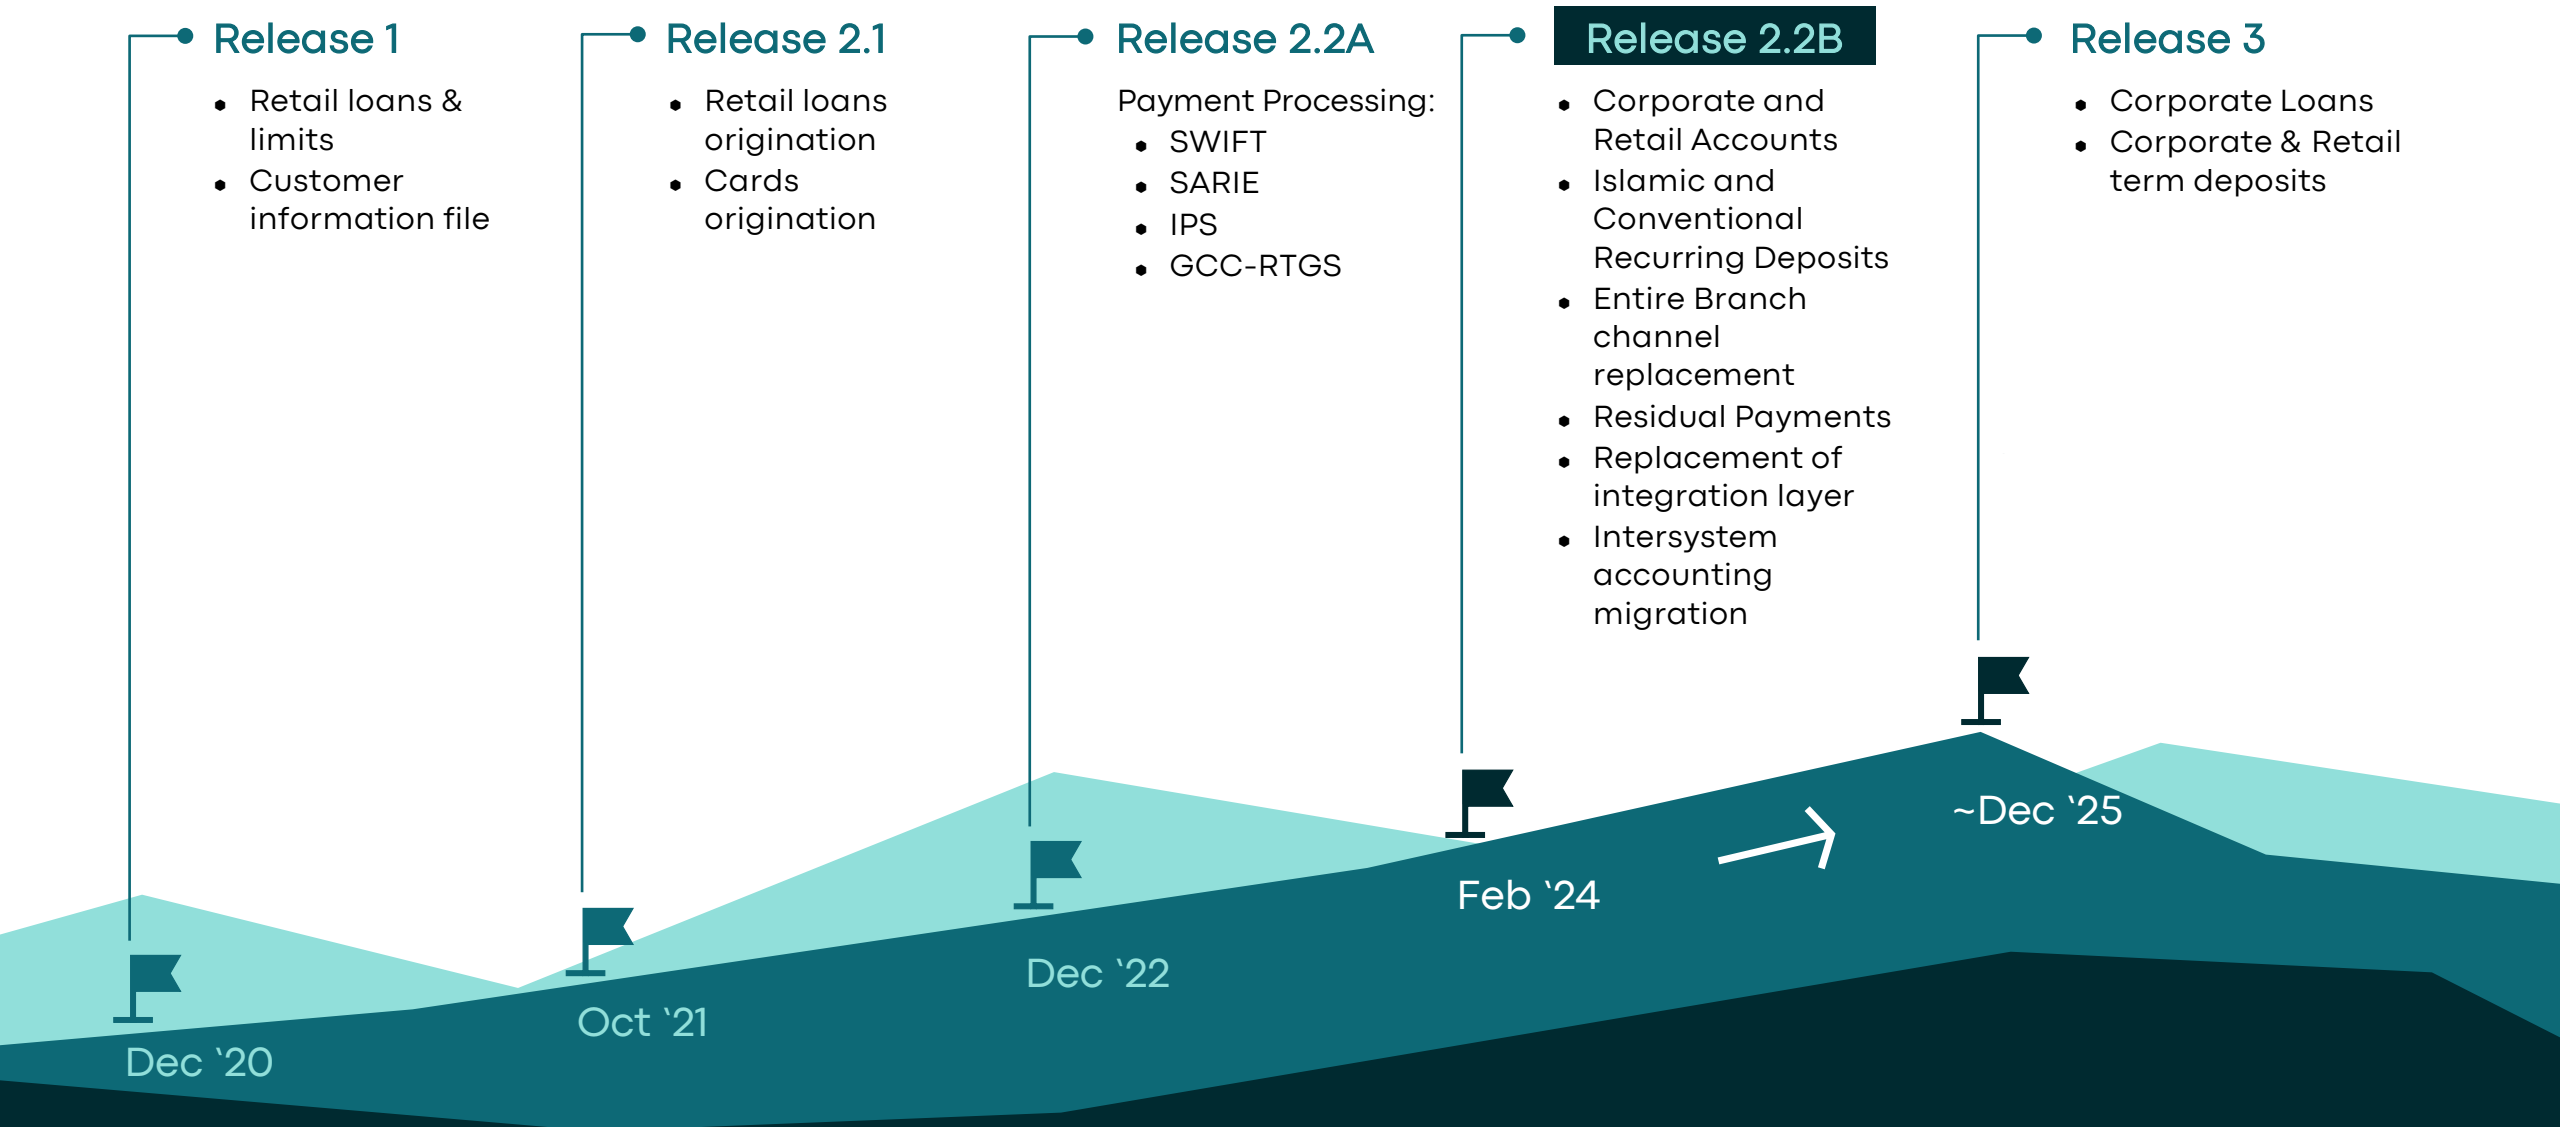 Release 1
• Retail loans &
limits
• Customer
information file
Release 2.1
• Retail loans
origination
• Cards
origination
Release 2.2A
Payment Processing:
• SWIFT
• SARIE
• IPS
• GCC-RTGS
Release 2.2B
• Corporate and
Retail Accounts
• Islamic and
Conventional
Recurring Deposits
• Entire Branch
channel
replacement
• Residual Payments
• Replacement of
integration layer
• Intersystem
accounting
migration
Release 3
• Corporate Loans
• Corporate & Retail
term deposits
Dec ‘20
Oct ‘21
Dec ‘22
Feb ‘24
~Dec ‘25